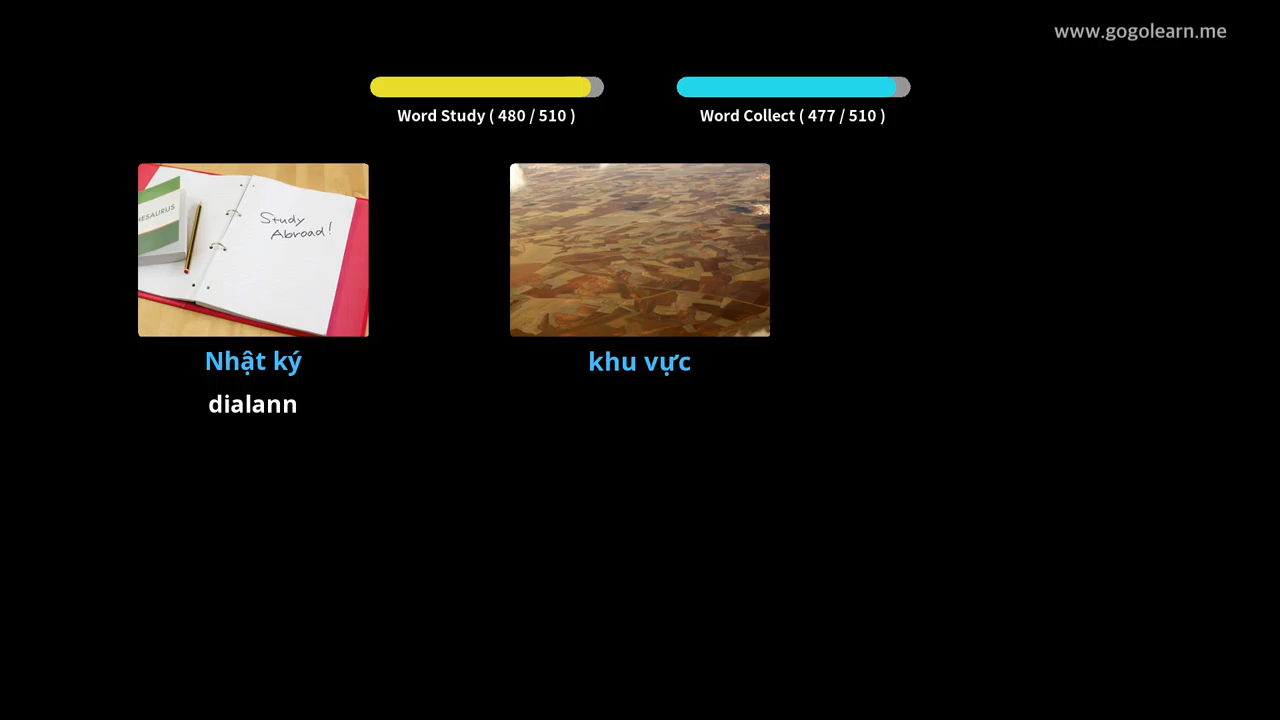 www.gogolearn.me
Word Study ( 480 / 510 )
Word Collect ( 477 / 510 )
HESAURUS
Study
Abroad!
Nhật ký
khu vực
dialann